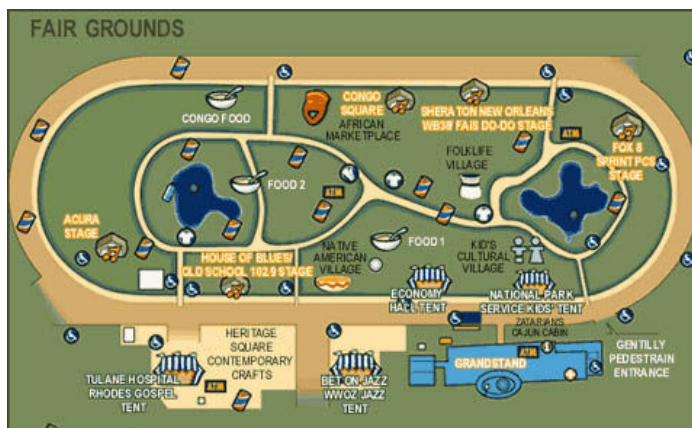 FAIR GROUNDS
CONGO FOOD
CONGO
SQUARE
AFRICAN
MARKETPLACE
SHERATON NEW ORLEANS
WB38 FAIS DO-DO STAGE
ATM
FOX 8
SPRINT PCS
STAGE
FOLKLIFE
VILLAGE
FOOD 2
ATM
ACURA
STAGE
HOUSE OF BLUES/
OLD SCHOOL 102.9 STAGE
NATIVE
AMERICAN
VILLAGE
FOOD 1
KID'S
CULTURAL
VILLAGE
ECONOMY
HALL TENT
NATIONAL PARK
SERVICE KIDS' TENT
ZATARIAN'S
CAJUN CABIN
HERITAGE
SQUARE
CONTEMPORARY
CRAFTS
TULANE HOSPITAL
RHODES GOSPEL
TENT
ATM
BET ON JAZZ
WWOZ JAZZ
TENT
GRANDSTAND
ATM
GENTILLY
PEDESTRAIN
ENTRANCE